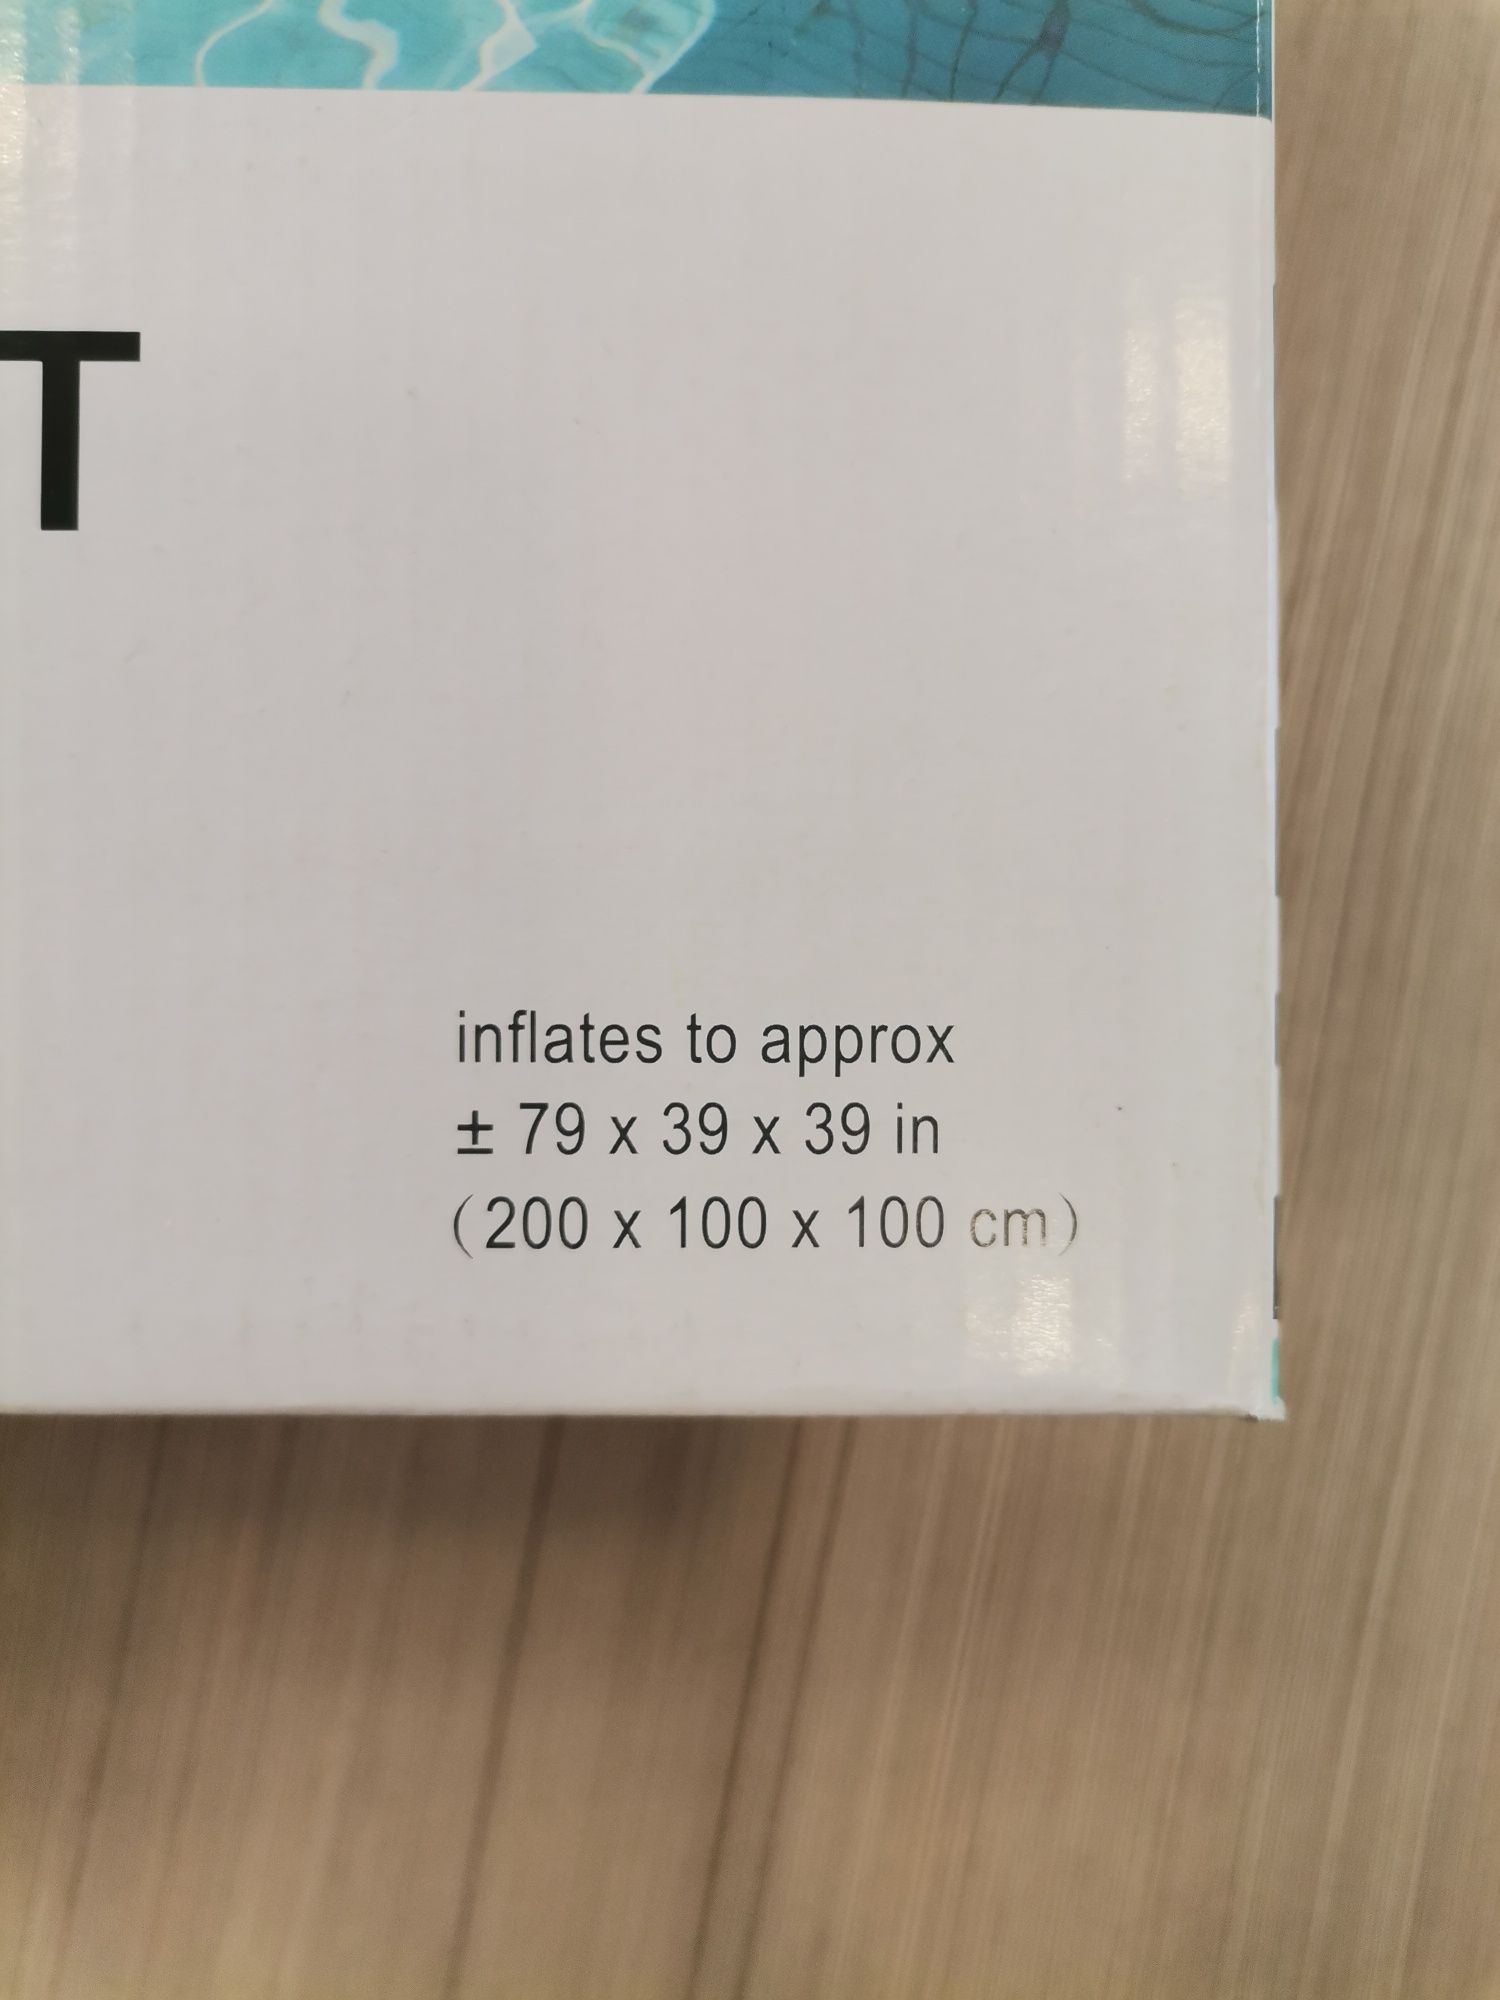 T
inflates to approx
± 79 x 39 x 39 in
(200 x 100 x 100 cm)